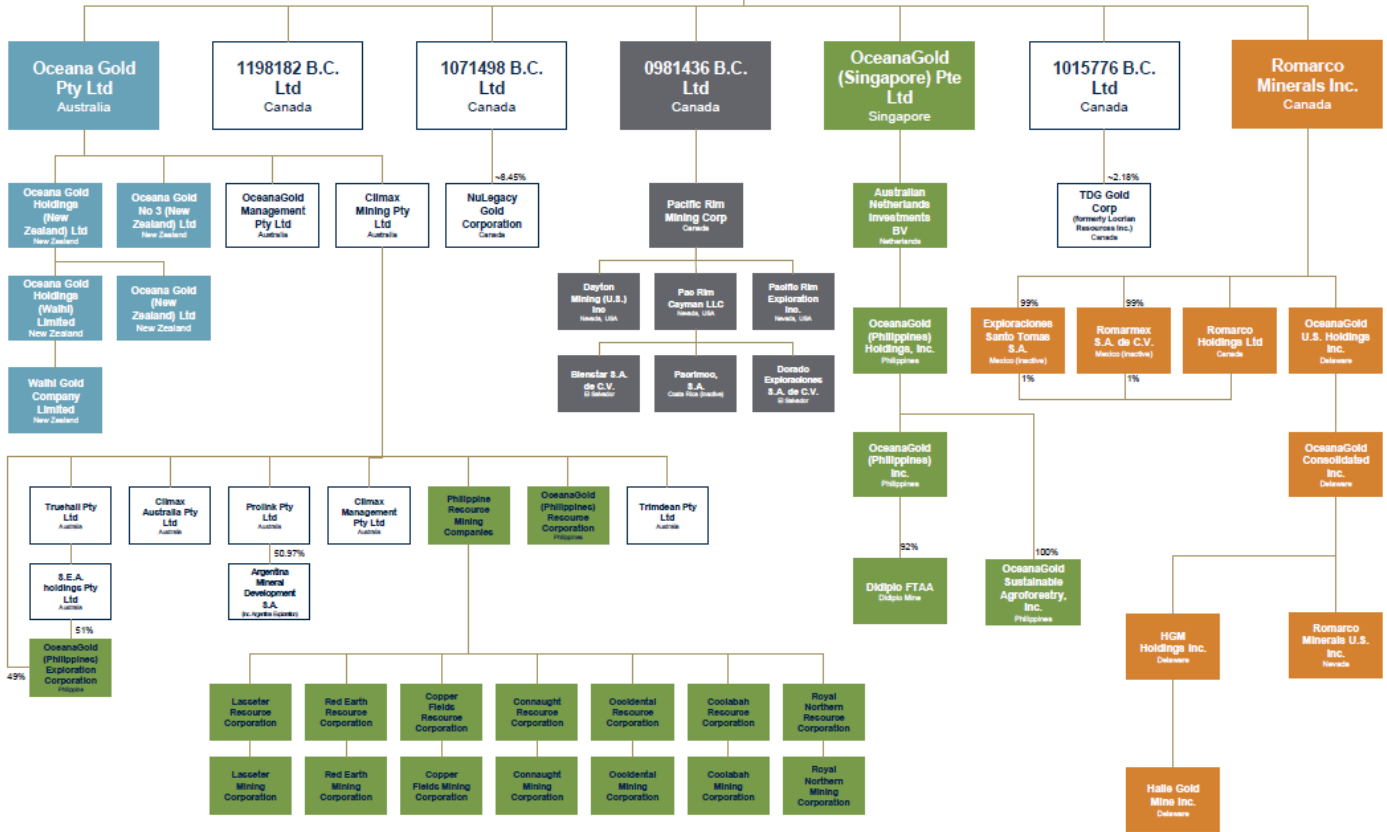 Oceana Gold
Pty Ltd
Australia
1198182 B.C.
Ltd
Canada
1071498 B.C.
Ltd
Canada
0981436 B.C.
Ltd
Canada
OceanaGold
(Singapore) Pte
Ltd
Singapore
1015776 B.C.
Ltd
Canada
Romarco
Minerals Inc.
Canada
Oceana Gold
Holdings
(New
Zealand) Ltd
New Zealand
Oceana Gold
No 3 (New
Zealand) Ltd
New Zealand
OceanaGold
Management
Pty Ltd
Australia
Climax
Mining Pty
Ltd
Australia
~8.45%
NuLegacy
Gold
Corporation
Canada
Pacific Rim
Mining Corp
Canada
Australian
Netherlands
Investments
BV
Netherlands
~2.18%
TDG Gold
Corp
(formerly Locrian
Resources Inc.)
Canada
Oceana Gold
Holdings
(Waihi)
Limited
New Zealand
Oceana Gold
(New
Zealand) Ltd
New Zealand
Dayton
Mining (U.S.)
Inc
Nevada, USA
Pac Rim
Cayman LLC
Nevada, USA
Pacific Rim
Exploration
Inc.
Nevada, USA
OceanaGold
(Philippines)
Holdings, Inc.
Philippines
99%
Exploraciones
Santo Tomas
S.A.
Mexico (Inactive)
1%
99%
Romarmex
S.A. de C.V.
Mexico (Inactive)
1%
Romarco
Holdings Ltd
Canada
OceanaGold
U.S. Holdings
Inc.
Delaware
Waihi Gold
Company
Limited
New Zealand
Bienstar S.A.
de C.V.
El Salvador
Pacrimoc,
S.A.
Costa Rica (Inactive)
Dorado
Exploraciones
S.A. de C.V.
El Salvador
OceanaGold
(Philippines)
Inc.
Philippines
OceanaGold
Consolidated
Inc.
Delaware
Truehall Pty
Ltd
Australia
Climax
Australia Pty
Ltd
Australia
Prolink Pty
Ltd
Australia
Climax
Management
Pty Ltd
Australia
Philippine
Resource
Mining
Companies
OceanaGold
(Philippines)
Resource
Corporation
Philippines
Trimdean Pty
Ltd
Australia
S.E.A.
holdings Pty
Ltd
Australia
50.97%
Argentina
Mineral
Development
S.A.
(inc. Argentina Exploration)
92%
Didipio FTAA
Didipio Mine
100%
OceanaGold
Sustainable
Agroforestry,
Inc.
Philippines
51%
49%
OceanaGold
(Philippines)
Exploration
Corporation
Philippine
HGM
Holdings Inc.
Delaware
Romarco
Minerals U.S.
Inc.
Nevada
Lasseter
Resource
Corporation
Red Earth
Resource
Corporation
Copper
Fields
Resource
Corporation
Connaught
Resource
Corporation
Occidental
Resource
Corporation
Coolabah
Resource
Corporation
Royal
Northern
Resource
Corporation
Lasseter
Mining
Corporation
Red Earth
Mining
Corporation
Copper
Fields Mining
Corporation
Connaught
Mining
Corporation
Occidental
Mining
Corporation
Coolabah
Mining
Corporation
Royal
Northern
Mining
Corporation
Haile Gold
Mine Inc.
Delaware